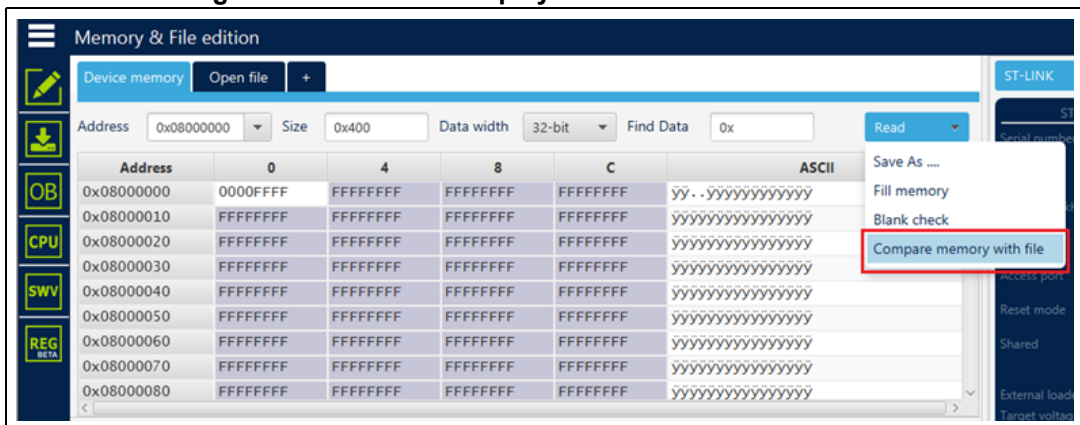 Memory & File edition
Device memory Open file + ST-LINK
Address 0x08000000 Size 0x400 Data width 32-bit Find Data 0x Read
Address 0 4 8 C ASCII Save As ....
0x08000000 0000FFFF FFFFFFFF FFFFFFFF FFFFFFFF ÿÿ..ÿÿÿÿÿÿÿÿÿÿÿÿ Fill memory
0x08000010 FFFFFFFF FFFFFFFF FFFFFFFF FFFFFFFF ÿÿÿÿÿÿÿÿÿÿÿÿÿÿÿÿ Blank check
OB 0x08000020 FFFFFFFF FFFFFFFF FFFFFFFF FFFFFFFF ÿÿÿÿÿÿÿÿÿÿÿÿÿÿÿÿ Compare memory with file
CPU 0x08000030 FFFFFFFF FFFFFFFF FFFFFFFF FFFFFFFF ÿÿÿÿÿÿÿÿÿÿÿÿÿÿÿÿ Access port
SWV 0x08000040 FFFFFFFF FFFFFFFF FFFFFFFF FFFFFFFF ÿÿÿÿÿÿÿÿÿÿÿÿÿÿÿÿ
0x08000050 FFFFFFFF FFFFFFFF FFFFFFFF FFFFFFFF ÿÿÿÿÿÿÿÿÿÿÿÿÿÿÿÿ Reset mode
REG BETA 0x08000060 FFFFFFFF FFFFFFFF FFFFFFFF FFFFFFFF ÿÿÿÿÿÿÿÿÿÿÿÿÿÿÿÿ Shared
0x08000070 FFFFFFFF FFFFFFFF FFFFFFFF FFFFFFFF ÿÿÿÿÿÿÿÿÿÿÿÿÿÿÿÿ
0x08000080 FFFFFFFF FFFFFFFF FFFFFFFF FFFFFFFF ÿÿÿÿÿÿÿÿÿÿÿÿÿÿÿÿ External
Target